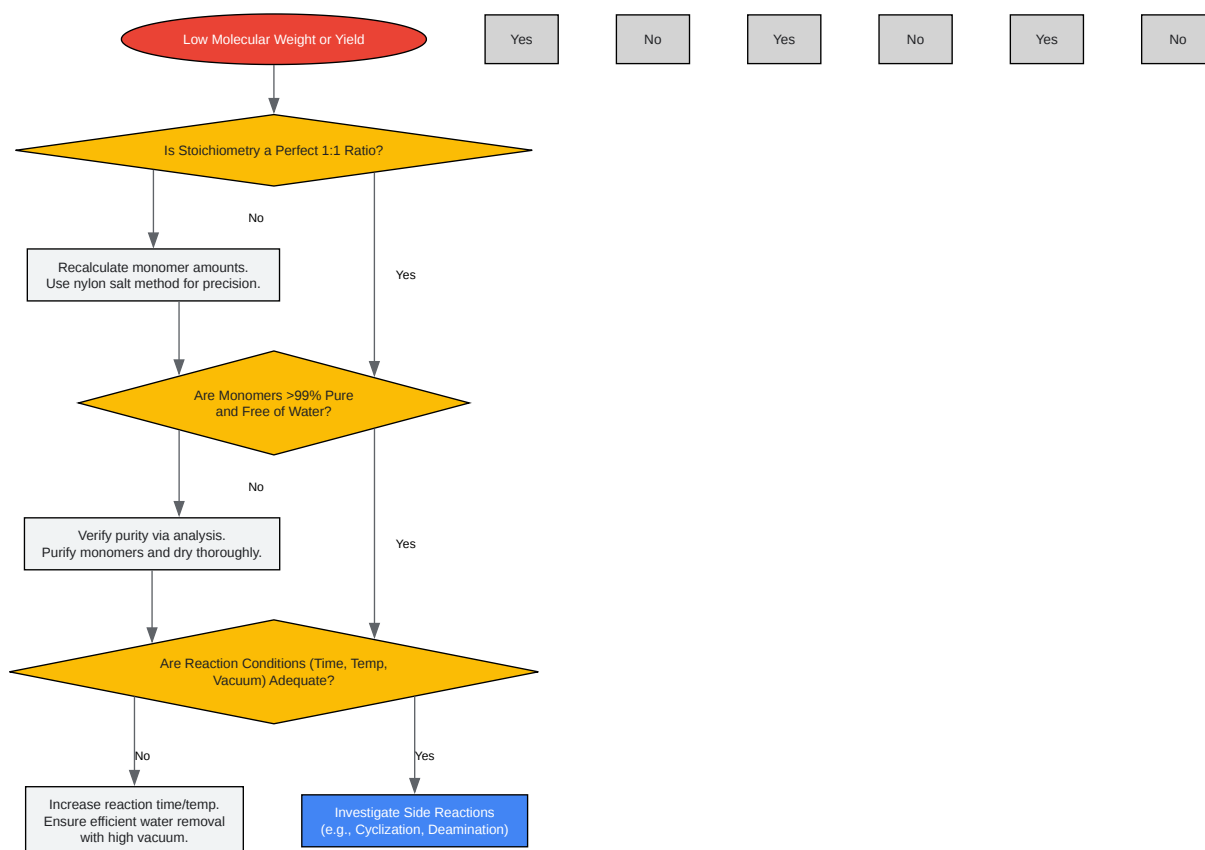 Low Molecular Weight or Yield
Yes
No
Yes
No
Yes
No
Is Stoichiometry a Perfect 1:1 Ratio?
No
Recalculate monomer amounts.
Use nylon salt method for precision.
Yes
Are Monomers >99% Pure
and Free of Water?
No
Verify purity via analysis.
Purify monomers and dry thoroughly.
Yes
Are Reaction Conditions (Time, Temp,
Vacuum) Adequate?
No
Yes
Increase reaction time/temp.
Ensure efficient water removal
with high vacuum.
Investigate Side Reactions
(e.g., Cyclization, Deamination)